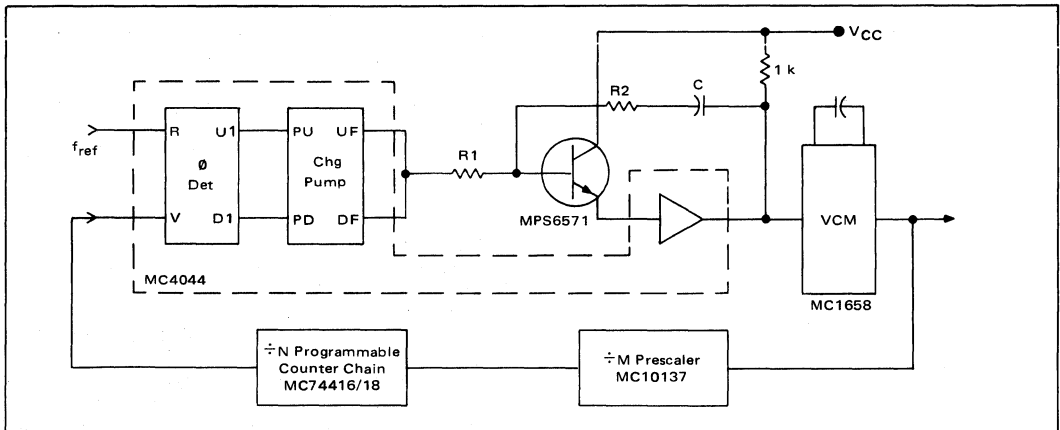 VCC
1 k
R2
C
R U1
PU UF
fref
Ø
Det
Chg
Pump
R1
V D1
PD DF
MPS6571
VCM
MC4044
MC1658
÷N Programmable
Counter Chain
MC74416/18
÷M Prescaler
MC10137